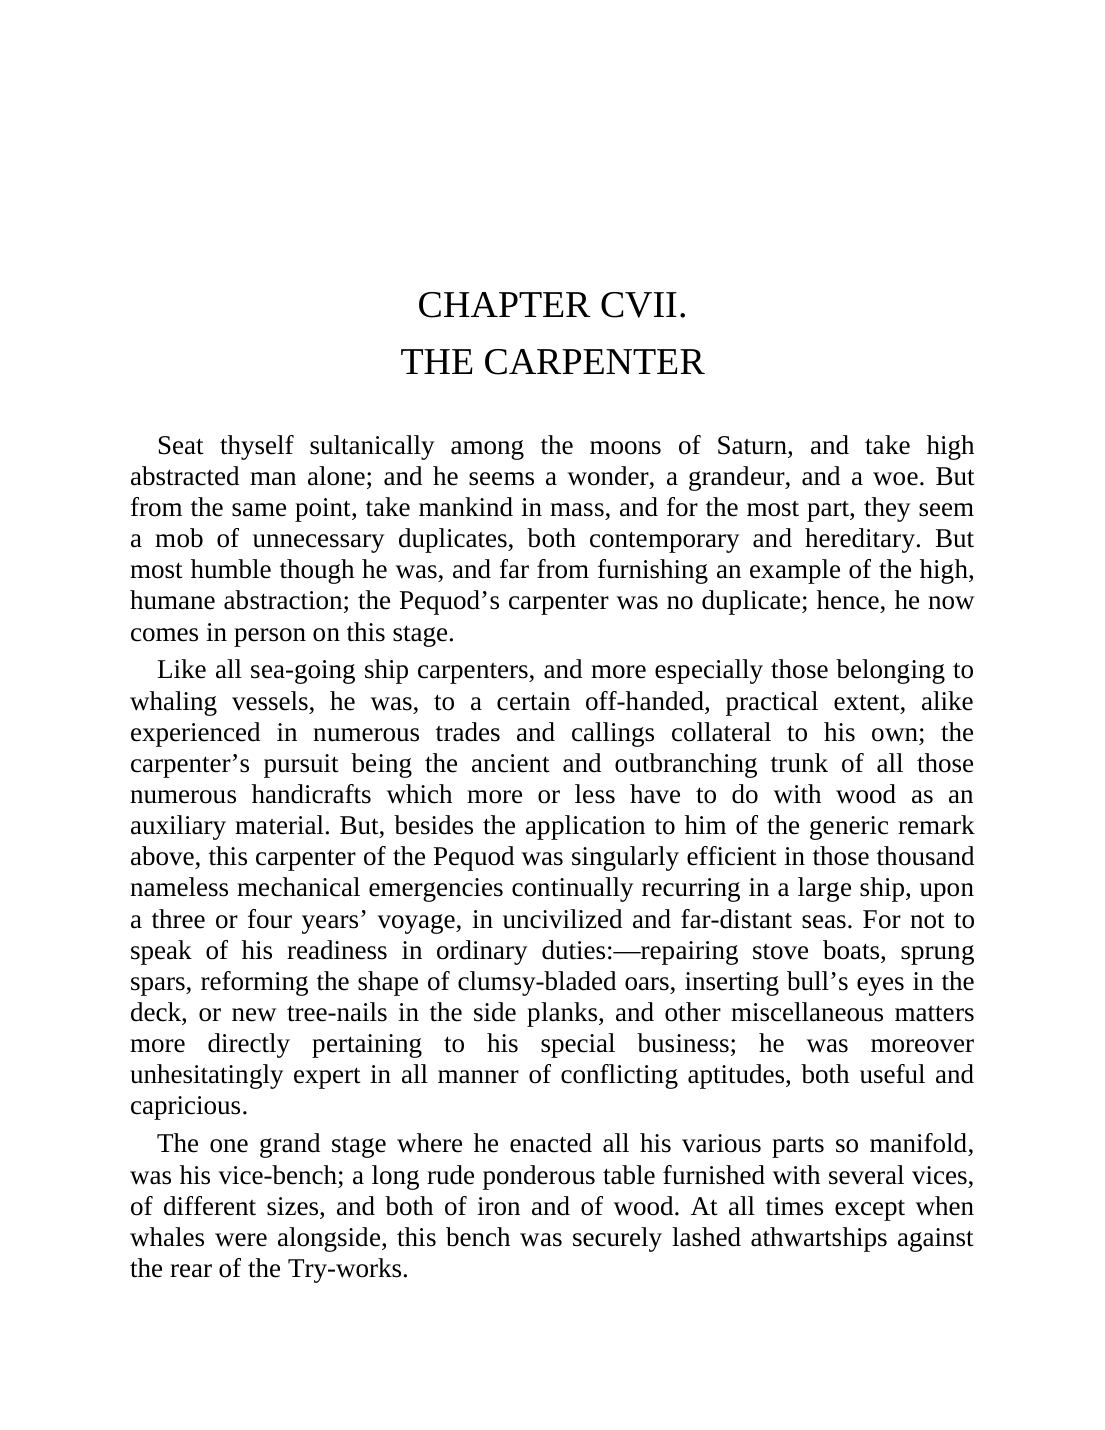 CHAPTER CVII.
THE CARPENTER
Seat thyself sultanically among the moons of Saturn, and take high
abstracted man alone; and he seems a wonder, a grandeur, and a woe. But
from the same point, take mankind in mass, and for the most part, they seem
a mob of unnecessary duplicates, both contemporary and hereditary. But
most humble though he was, and far from furnishing an example of the high,
humane abstraction; the Pequod’s carpenter was no duplicate; hence, he now
comes in person on this stage.
Like all sea-going ship carpenters, and more especially those belonging to
whaling vessels, he was, to a certain off-handed, practical extent, alike
experienced in numerous trades and callings collateral to his own; the
carpenter’s pursuit being the ancient and outbranching trunk of all those
numerous handicrafts which more or less have to do with wood as an
auxiliary material. But, besides the application to him of the generic remark
above, this carpenter of the Pequod was singularly efficient in those thousand
nameless mechanical emergencies continually recurring in a large ship, upon
a three or four years’ voyage, in uncivilized and far-distant seas. For not to
speak of his readiness in ordinary duties:—repairing stove boats, sprung
spars, reforming the shape of clumsy-bladed oars, inserting bull’s eyes in the
deck, or new tree-nails in the side planks, and other miscellaneous matters
more directly pertaining to his special business; he was moreover
unhesitatingly expert in all manner of conflicting aptitudes, both useful and
capricious.
The one grand stage where he enacted all his various parts so manifold,
was his vice-bench; a long rude ponderous table furnished with several vices,
of different sizes, and both of iron and of wood. At all times except when
whales were alongside, this bench was securely lashed athwartships against
the rear of the Try-works.